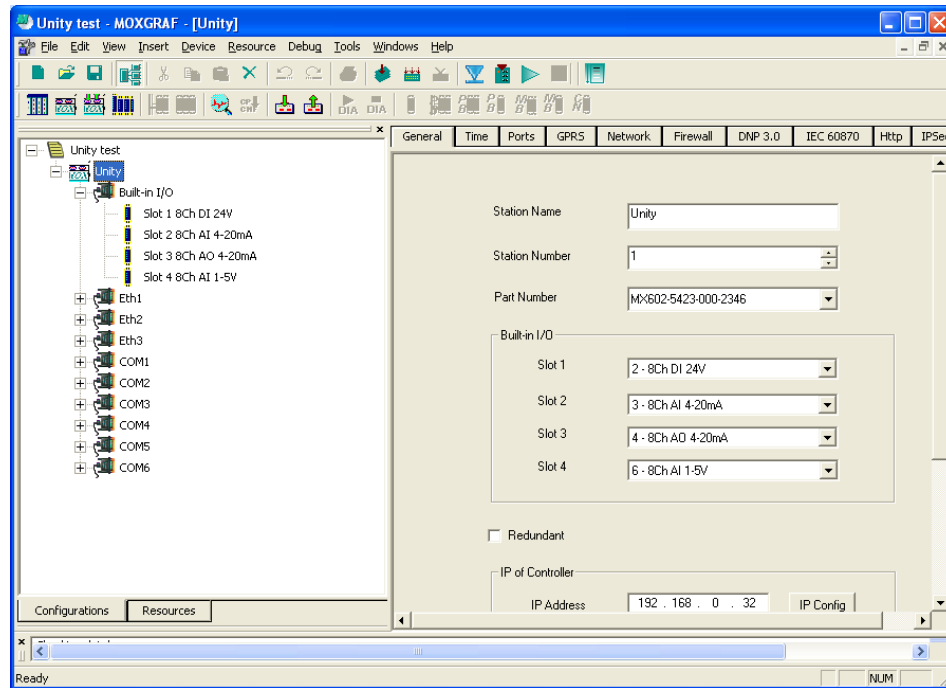 Unity test - MOXGRAF - [Unity]
File Edit View Insert Device Resource Debug Tools Windows Help
General Time Ports GPRS Network Firewall DNP 3.0 IEC 60870 Http IPSec
Unity test
Unity
Built-in I/O
Slot 1 8Ch DI 24V
Slot 2 8Ch AI 4-20mA
Slot 3 8Ch AO 4-20mA
Slot 4 8Ch AI 1-5V
Eth1
Eth2
Eth3
COM1
COM2
COM3
COM4
COM5
COM6
Configurations Resources
Station Name Unity
Station Number 1
Part Number MX602-5423-000-2346
Built-in I/O
Slot 1 2 - 8Ch DI 24V
Slot 2 3 - 8Ch AI 4-20mA
Slot 3 4 - 8Ch AO 4-20mA
Slot 4 6 - 8Ch AI 1-5V
Redundant
IP of Controller
IP Address 192 . 168 . 0 . 32 IP Config
Ready NUM